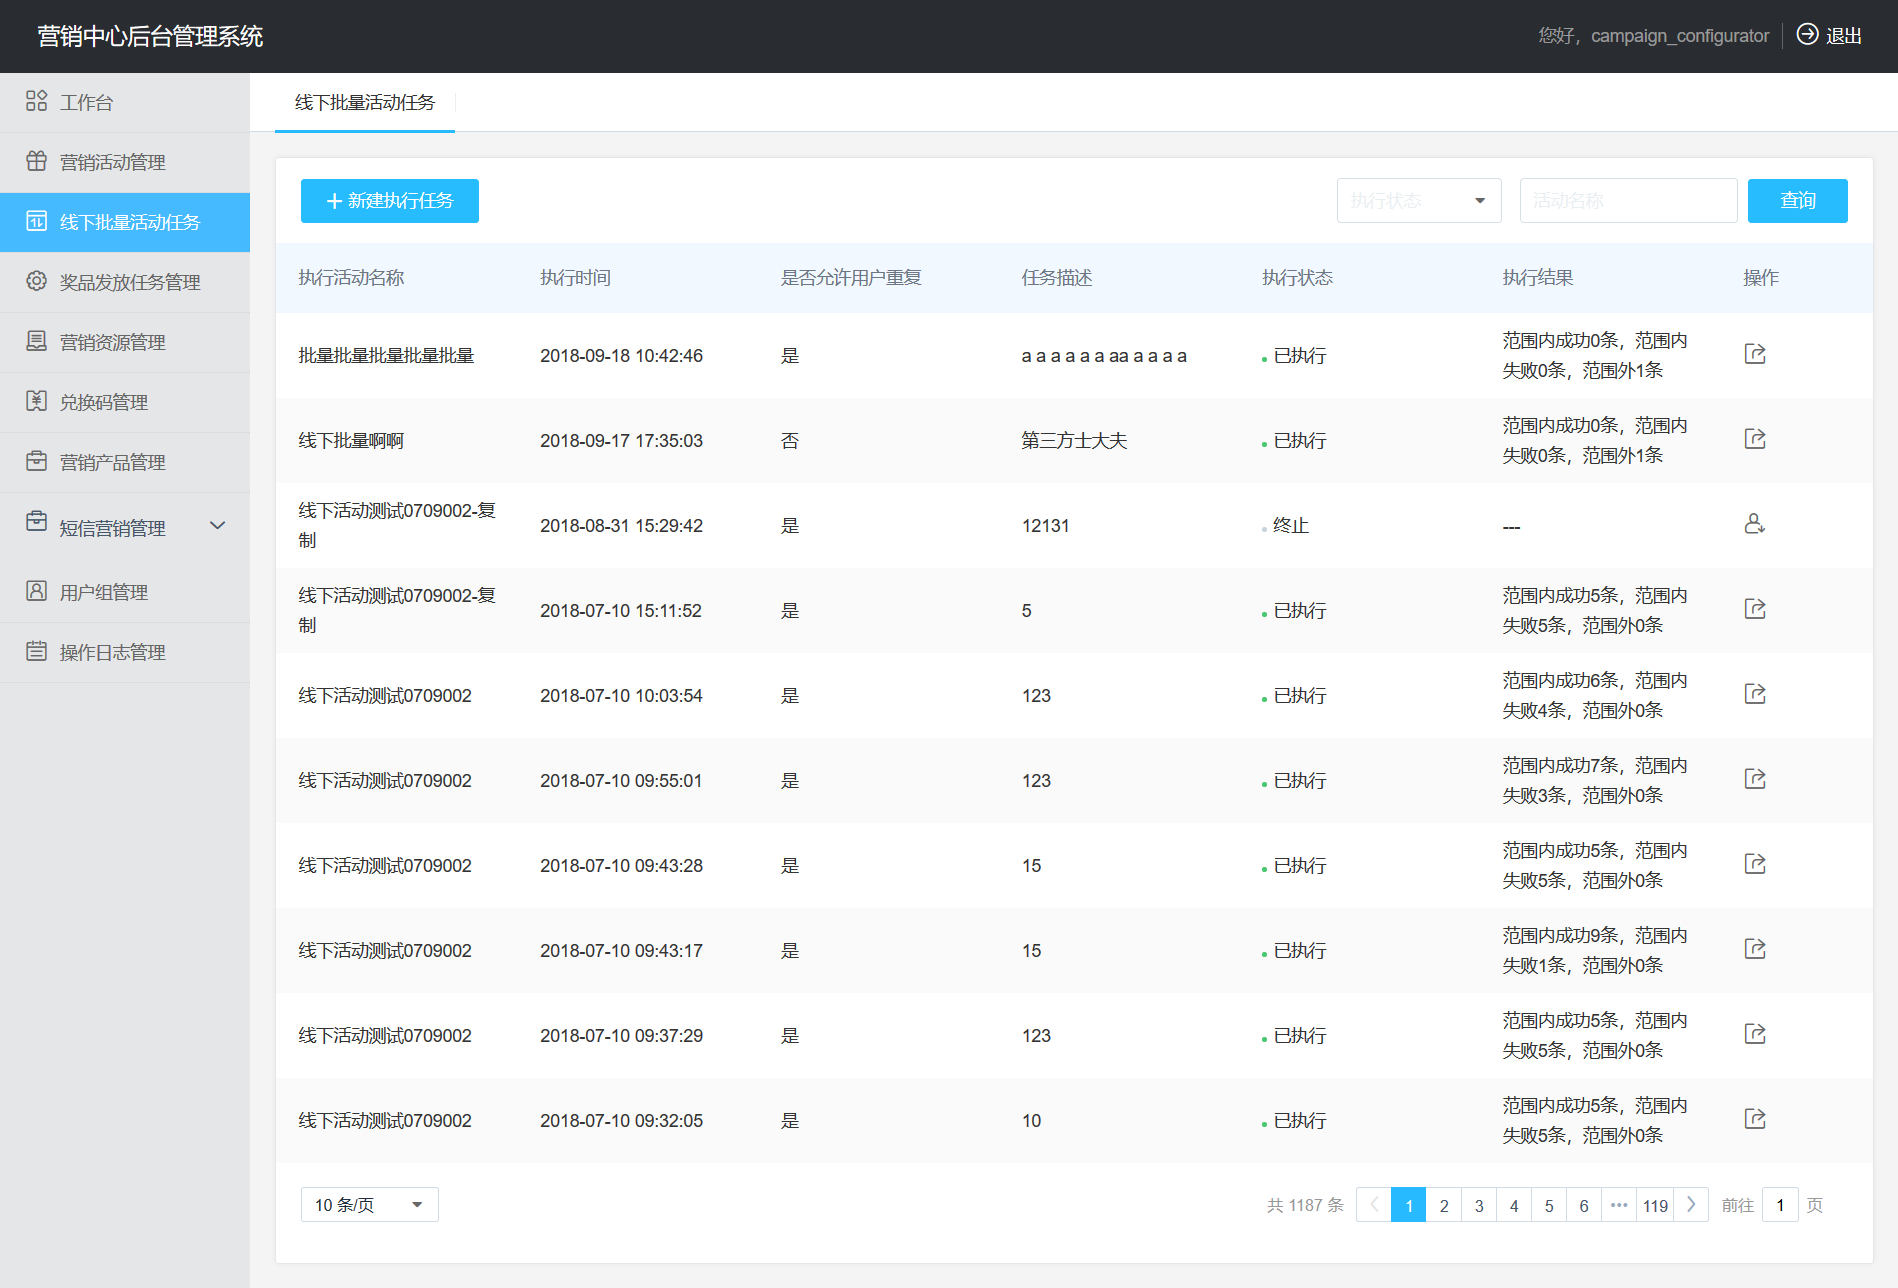 营销中心后台管理系统
您好，campaign_configurator
退出
工作台
营销活动管理
线下批量活动任务
奖品发放任务管理
营销资源管理
兑换码管理
营销产品管理
短信营销管理
用户组管理
操作日志管理
线下批量活动任务
新建执行任务
执行状态
活动名称
查询
执行活动名称 执行时间 是否允许用户重复 任务描述 执行状态 执行结果 操作
批量批量批量批量批量 2018-09-18 10:42:46 是 a a a a a a aa a a a a 已执行 范围内成功0条，范围内
失败0条，范围外1条
线下批量啊啊 2018-09-17 17:35:03 否 第三方士大夫 已执行 范围内成功0条，范围内
失败0条，范围外1条
线下活动测试0709002-复
制 2018-08-31 15:29:42 是 12131 终止 ---
线下活动测试0709002-复
制 2018-07-10 15:11:52 是 5 已执行 范围内成功5条，范围内
失败5条，范围外0条
线下活动测试0709002 2018-07-10 10:03:54 是 123 已执行 范围内成功6条，范围内
失败4条，范围外0条
线下活动测试0709002 2018-07-10 09:55:01 是 123 已执行 范围内成功7条，范围内
失败3条，范围外0条
线下活动测试0709002 2018-07-10 09:43:28 是 15 已执行 范围内成功5条，范围内
失败5条，范围外0条
线下活动测试0709002 2018-07-10 09:43:17 是 15 已执行 范围内成功9条，范围内
失败1条，范围外0条
线下活动测试0709002 2018-07-10 09:37:29 是 123 已执行 范围内成功5条，范围内
失败5条，范围外0条
线下活动测试0709002 2018-07-10 09:32:05 是 10 已执行 范围内成功5条，范围内
失败5条，范围外0条
10 条/页
共 1187 条 1 2 3 4 5 6 ••• 119 前往 1 页